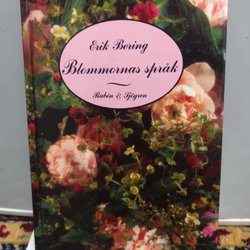 Erik Bering
Blommornas språk
Rabén & Sjögren